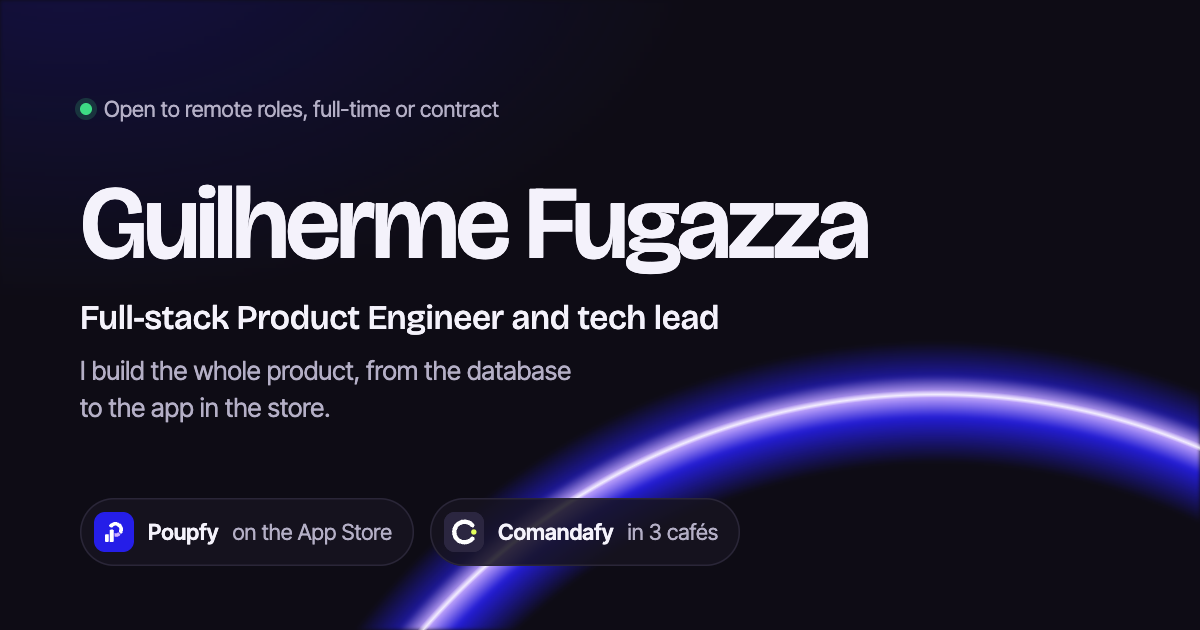 Open to remote roles, full-time or contract
Guilherme Fugazza
Full-stack Product Engineer and tech lead
I build the whole product, from the database
to the app in the store.
Poupfy on the App Store
Comandafy in 3 cafés